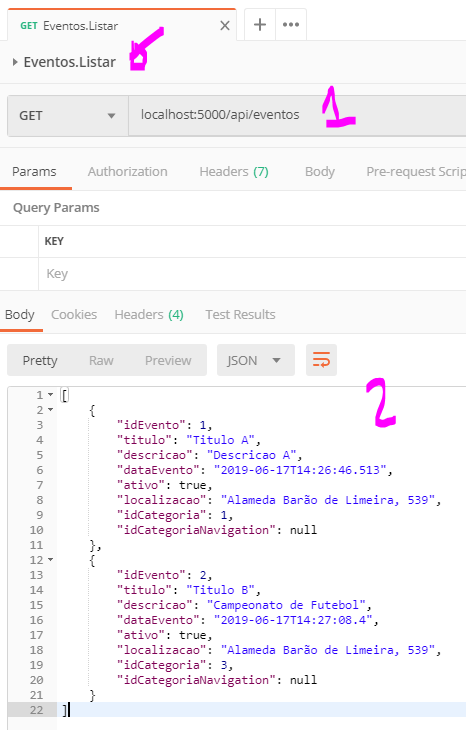 GET Eventos.Listar
Eventos.Listar
GET localhost:5000/api/eventos 1
Params Authorization Headers (7) Body Pre-request Scrip
Query Params
KEY
Key
Body Cookies Headers (4) Test Results
Pretty Raw Preview JSON
2
1 [
2 {
3 "idEvento": 1,
4 "titulo": "Titulo A",
5 "descricao": "Descricao A",
6 "dataEvento": "2019-06-17T14:26:46.513",
7 "ativo": true,
8 "localizacao": "Alameda Barão de Limeira, 539",
9 "idCategoria": 1,
10 "idCategoriaNavigation": null
11 },
12 {
13 "idEvento": 2,
14 "titulo": "Titulo B",
15 "descricao": "Campeonato de Futebol",
16 "dataEvento": "2019-06-17T14:27:08.4",
17 "ativo": true,
18 "localizacao": "Alameda Barão de Limeira, 539",
19 "idCategoria": 3,
20 "idCategoriaNavigation": null
21 }
22 ]